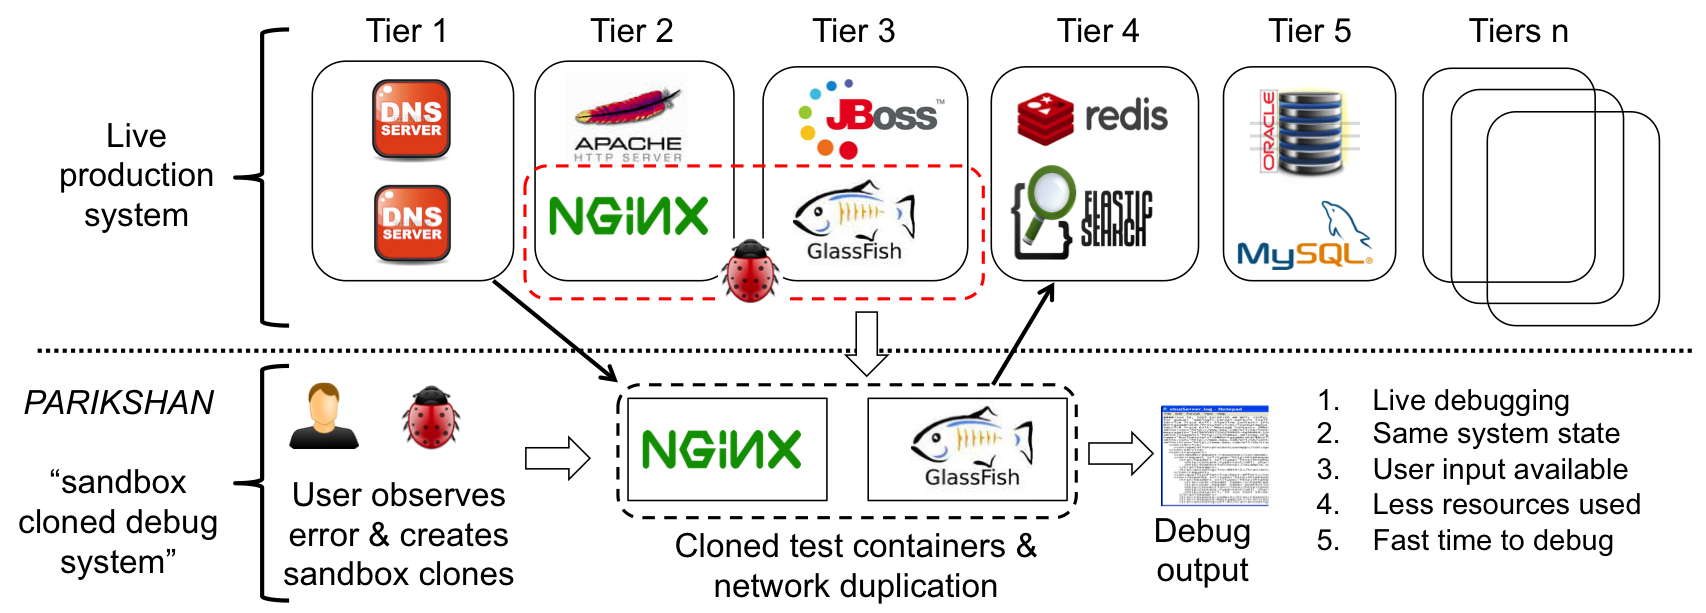 Tier 1
Tier 2
Tier 3
Tier 4
Tier 5
Tiers n
Live
production
system
DNS
SERVER
DNS
SERVER
APACHE
HTTP SERVER
NGiNX
JBoss™
GlassFish
redis
ELASTIC
SEARCH
ORACLE
MySQL®
PARIKSHAN
“sandbox
cloned debug
system”
User observes
error & creates
sandbox clones
NGiNX
GlassFish
Cloned test containers &
network duplication
Debug
output
1. Live debugging
2. Same system state
3. User input available
4. Less resources used
5. Fast time to debug